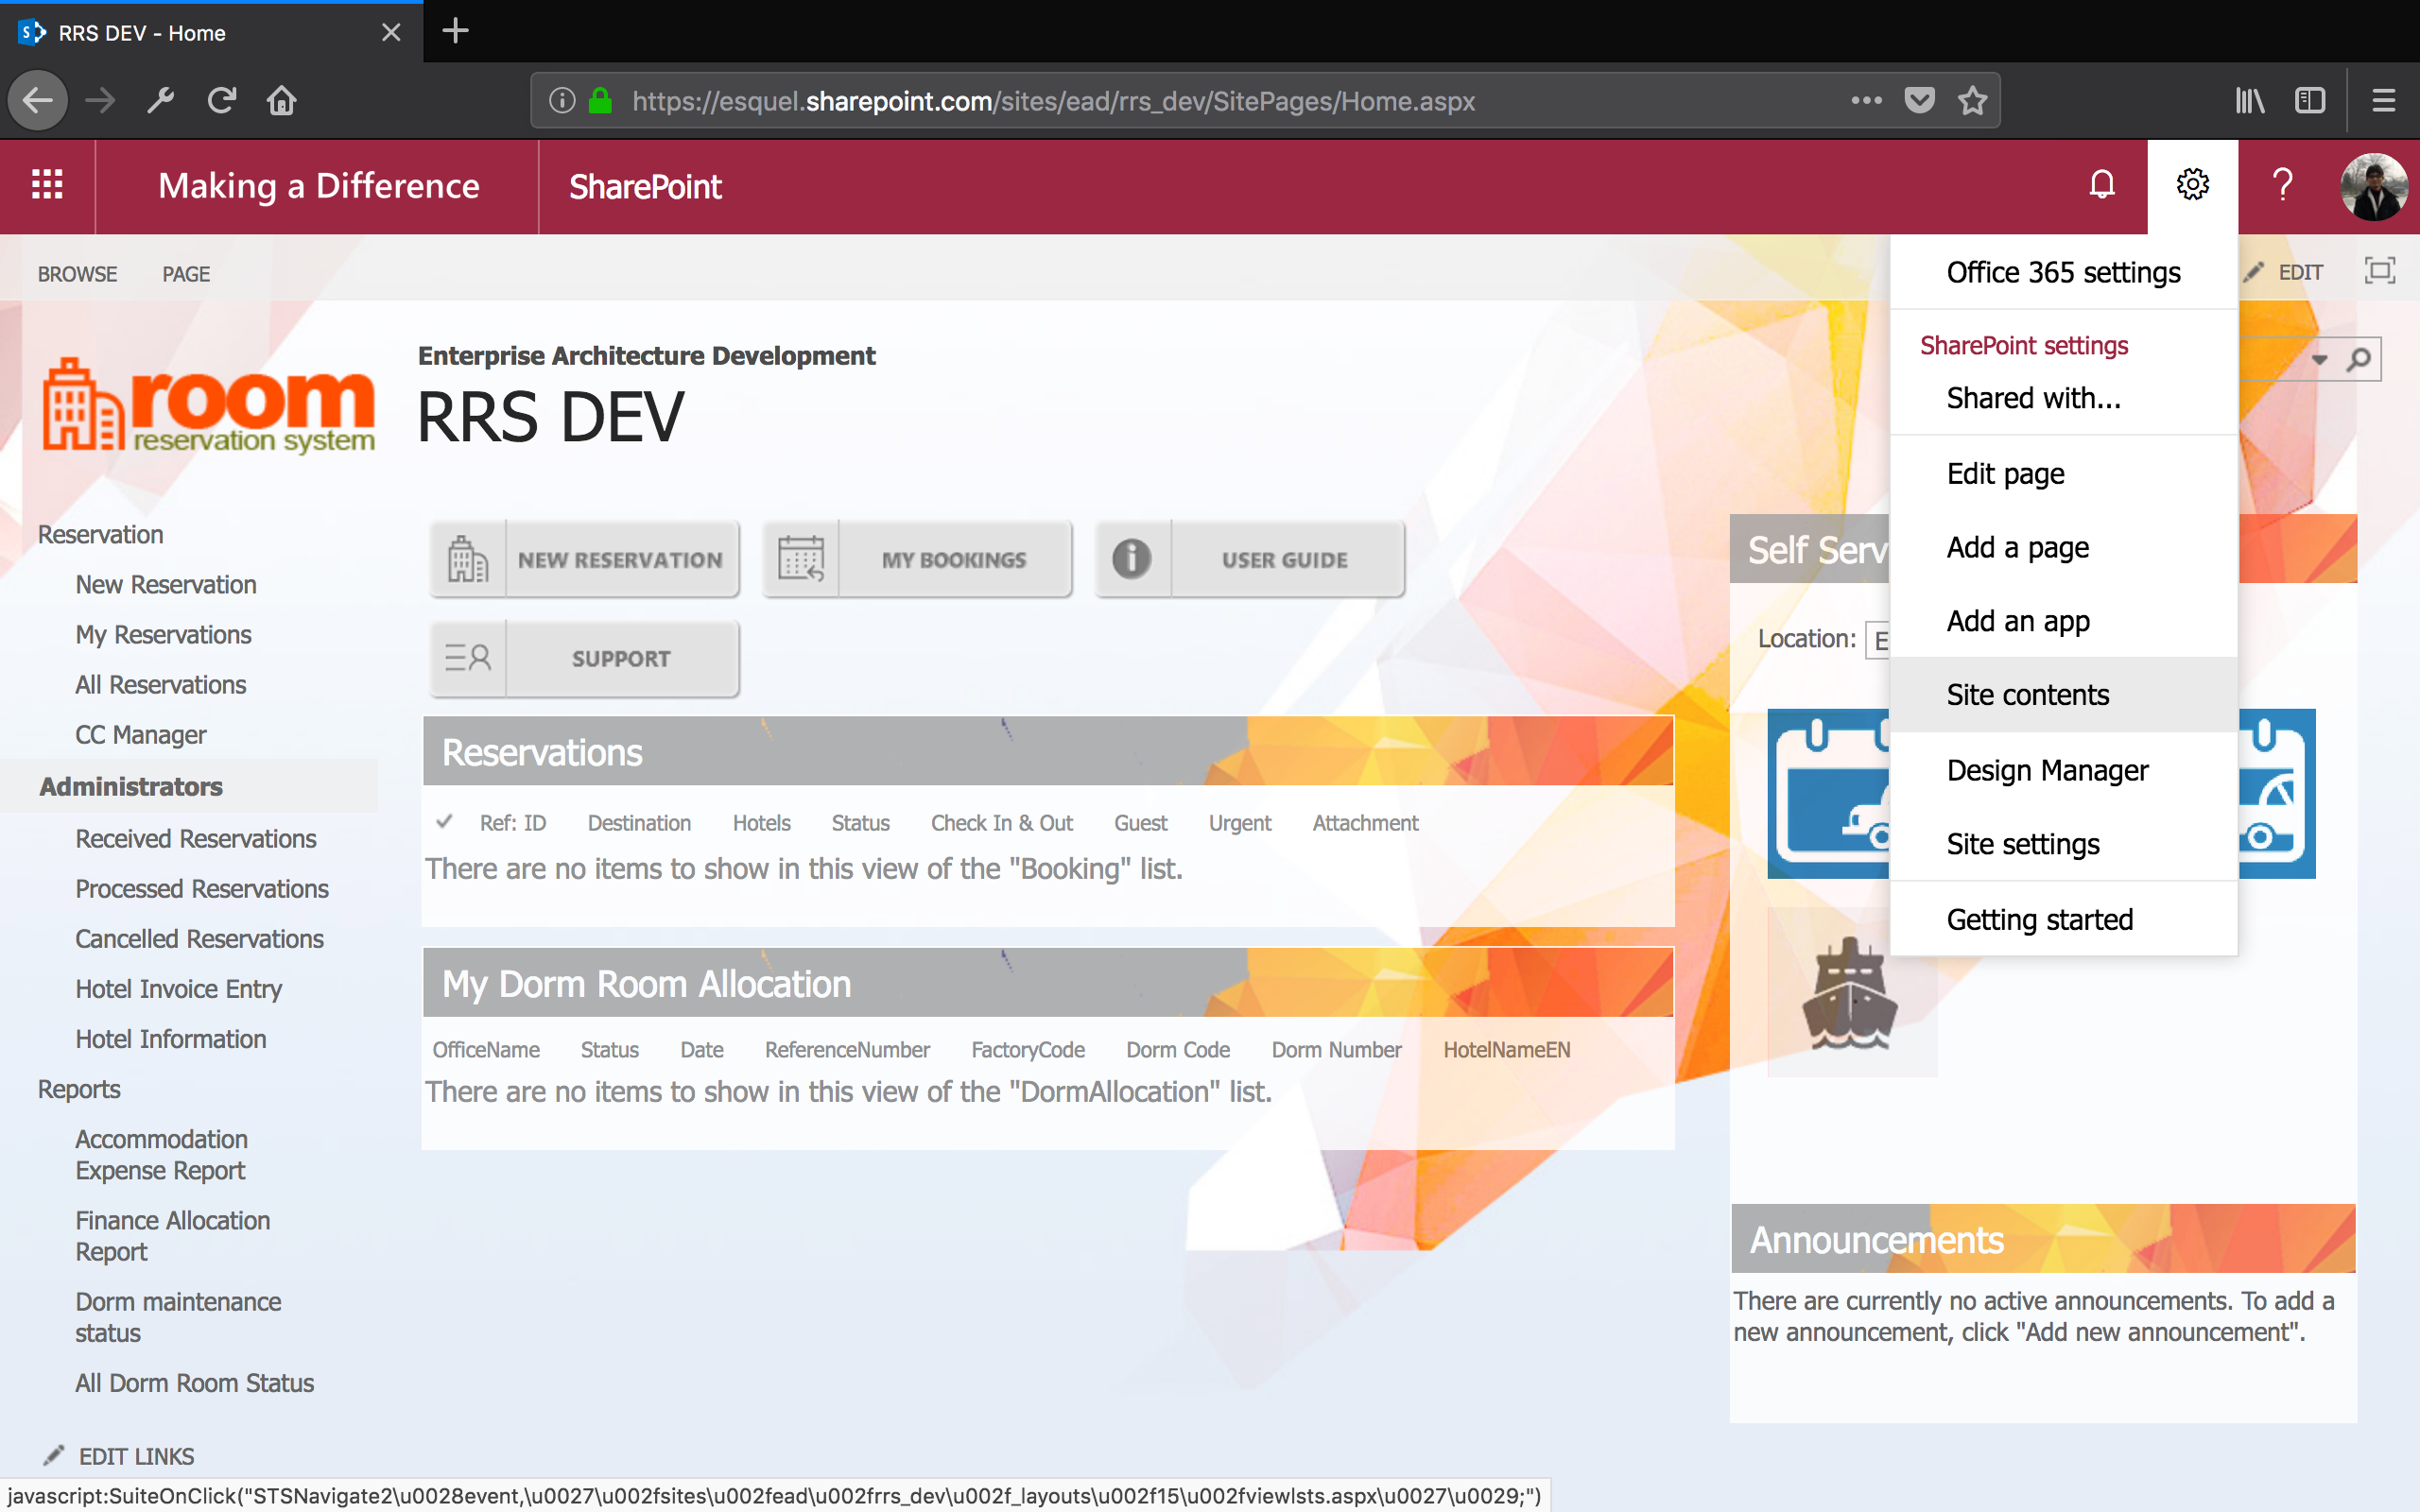 RRS DEV - Home
https://esquel.sharepoint.com/sites/ead/rrs_dev/SitePages/Home.aspx
Making a Difference
SharePoint
BROWSE
PAGE
Office 365 settings
EDIT
SharePoint settings
Shared with...
Edit page
Add a page
Add an app
Site contents
Design Manager
Site settings
Getting started
room
reservation system
Enterprise Architecture Development
RRS DEV
Reservation
New Reservation
My Reservations
All Reservations
CC Manager
Administrators
Received Reservations
Processed Reservations
Cancelled Reservations
Hotel Invoice Entry
Hotel Information
Reports
Accommodation
Expense Report
Finance Allocation
Report
Dorm maintenance
status
All Dorm Room Status
EDIT LINKS
NEW RESERVATION
MY BOOKINGS
USER GUIDE
SUPPORT
Reservations
Ref: ID Destination Hotels Status Check In & Out Guest Urgent Attachment
There are no items to show in this view of the "Booking" list.
My Dorm Room Allocation
OfficeName Status Date ReferenceNumber FactoryCode Dorm Code Dorm Number HotelNameEN
There are no items to show in this view of the "DormAllocation" list.
Self Serv
Location: E
Announcements
There are currently no active announcements. To add a
new announcement, click "Add new announcement".
javascript:SuiteOnClick("STSNavigate2\u0028event,\u0027\u002fsites\u002fead\u002frrs_dev\u002f_layouts\u002f15\u002fviewlsts.aspx\u0027\u0029;")